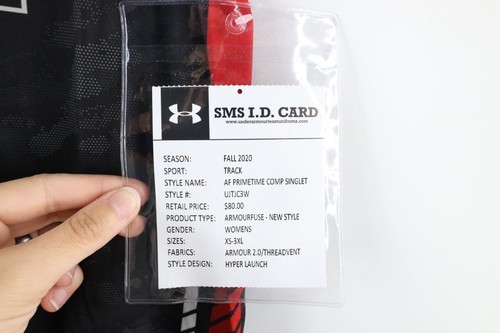 SMS I.D. CARD
www.underarmourteamuniforms.com
SEASON: FALL 2020
SPORT: TRACK
STYLE NAME: AF PRIMETIME COMP SINGLET
STYLE #: UJTJC3W
RETAIL PRICE: $80.00
PRODUCT TYPE: ARMOURFUSE - NEW STYLE
GENDER: WOMENS
SIZES: XS-3XL
FABRICS: ARMOUR 2.0/THREADVENT
STYLE DESIGN: HYPER LAUNCH